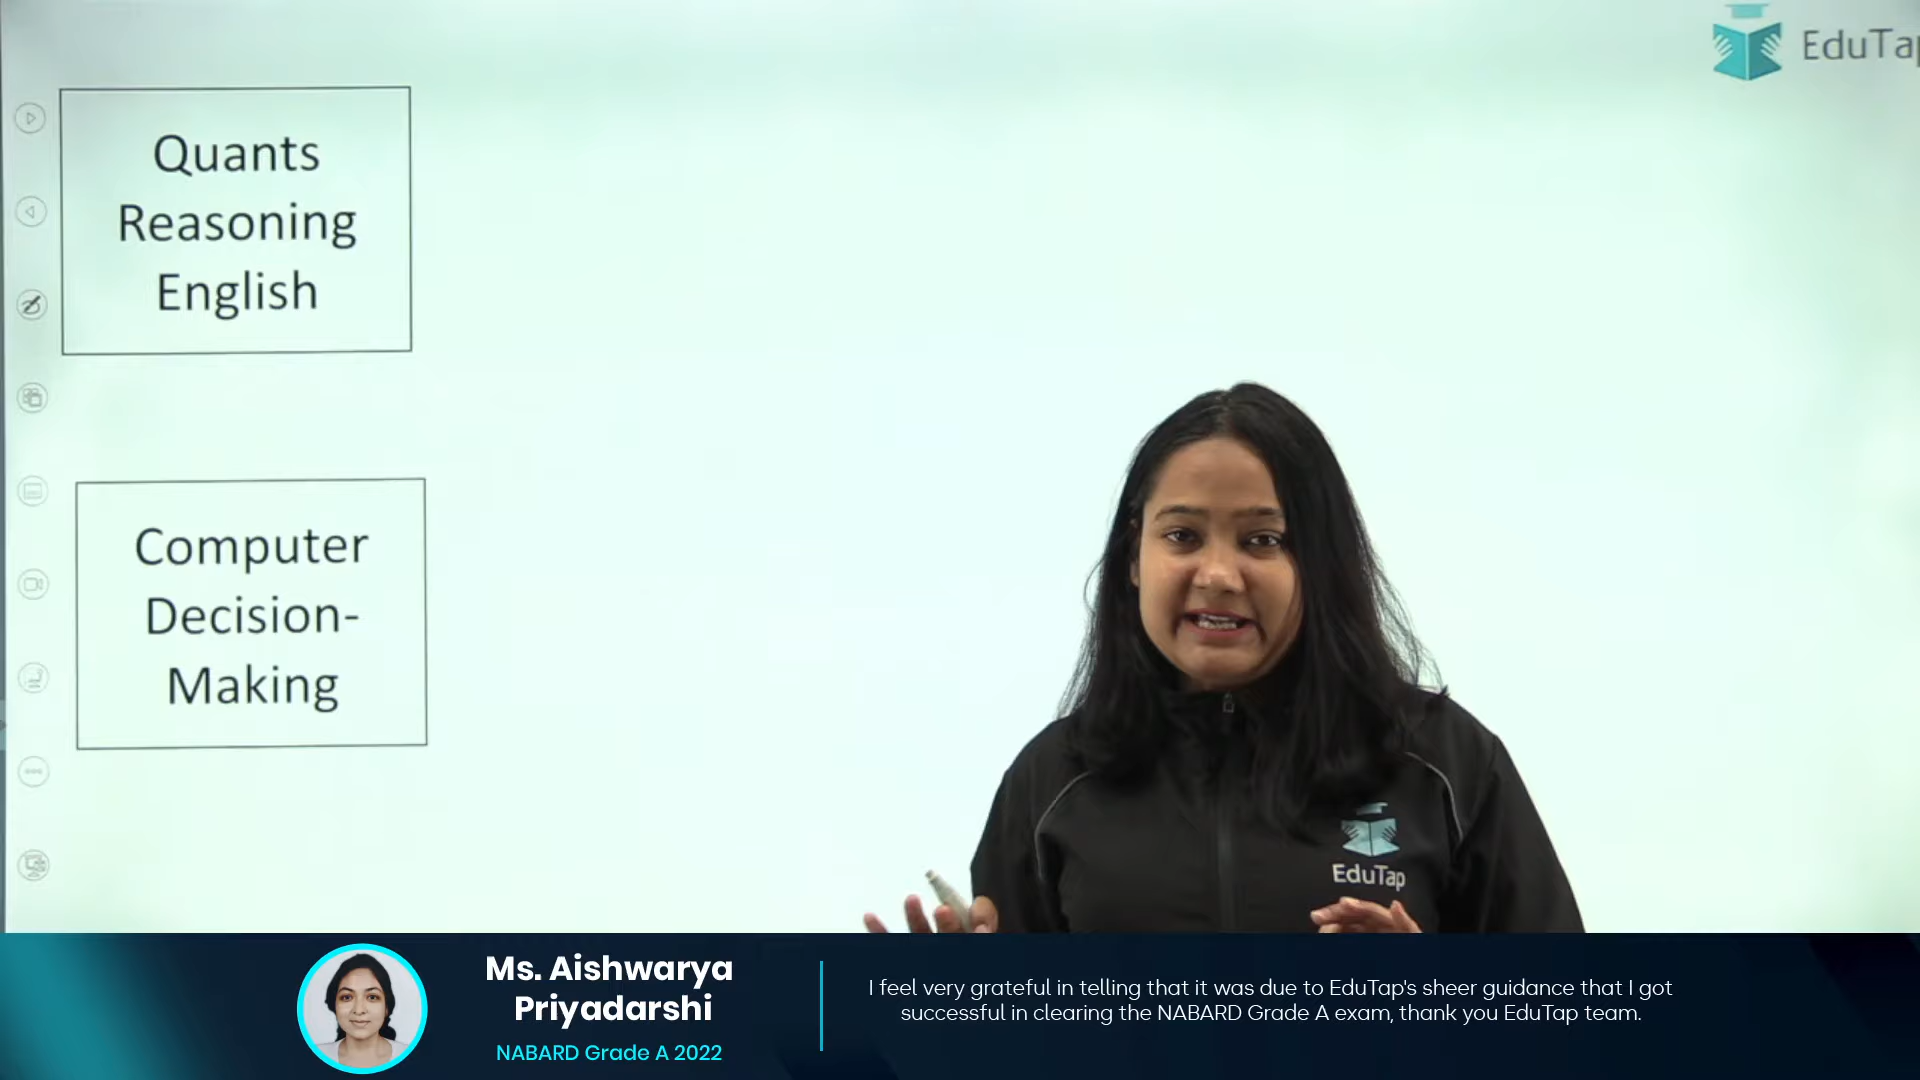 EduTap
Quants
Reasoning
English
Computer
Decision-
Making
EduTap
Ms. Aishwarya
Priyadarshi
NABARD Grade A 2022
I feel very grateful in telling that it was due to EduTap's sheer guidance that I got
successful in clearing the NABARD Grade A exam, thank you EduTap team.